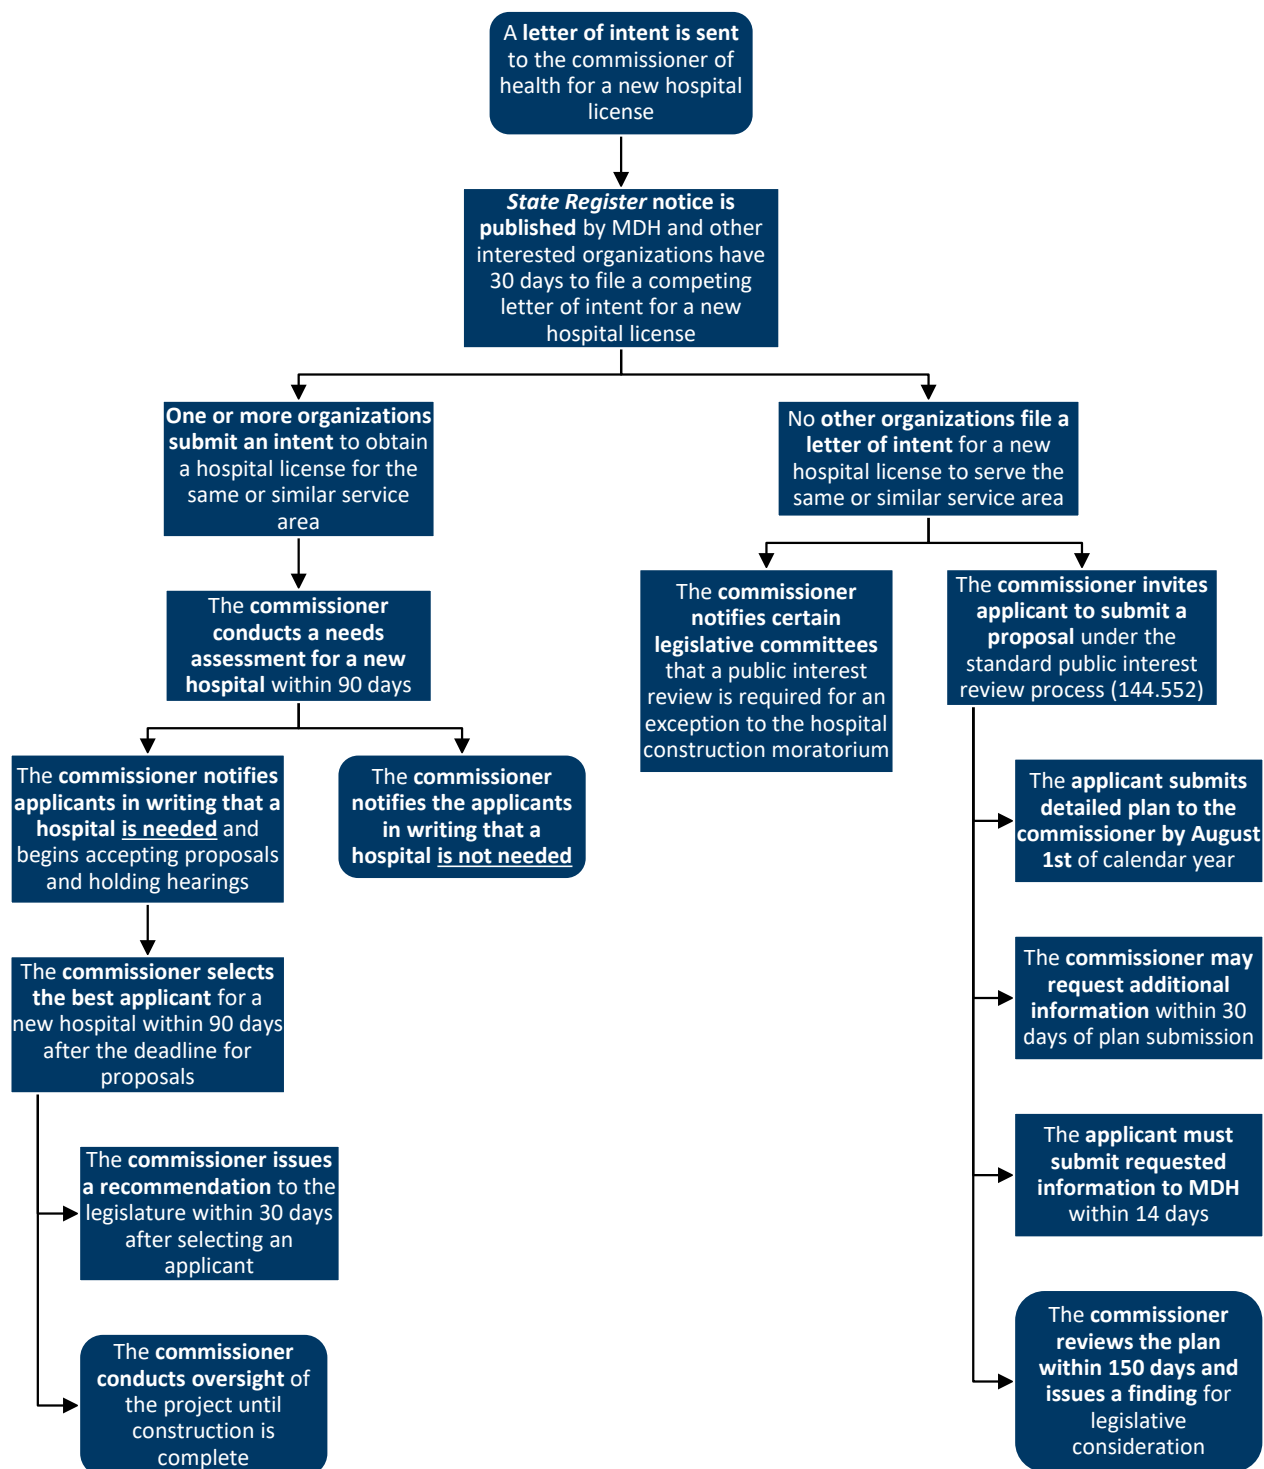 A letter of intent is sent
to the commissioner of
health for a new hospital
license
State Register notice is
published by MDH and other
interested organizations have
30 days to file a competing
letter of intent for a new
hospital license
One or more organizations
submit an intent to obtain
a hospital license for the
same or similar service
area
No other organizations file a
letter of intent for a new
hospital license to serve the
same or similar service area
The commissioner
conducts a needs
assessment for a new
hospital within 90 days
The commissioner
notifies certain
legislative committees
that a public interest
review is required for an
exception to the hospital
construction moratorium
The commissioner invites
applicant to submit a
proposal under the
standard public interest
review process (144.552)
The commissioner notifies
applicants in writing that a
hospital is needed and
begins accepting proposals
and holding hearings
The commissioner
notifies the applicants
in writing that a
hospital is not needed
The applicant submits
detailed plan to the
commissioner by August
1st of calendar year
The commissioner selects
the best applicant for a
new hospital within 90 days
after the deadline for
proposals
The commissioner may
request additional
information within 30
days of plan submission
The commissioner issues
a recommendation to the
legislature within 30 days
after selecting an
applicant
The applicant must
submit requested
information to MDH
within 14 days
The commissioner
conducts oversight of
the project until
construction is
complete
The commissioner
reviews the plan
within 150 days and
issues a finding for
legislative
consideration